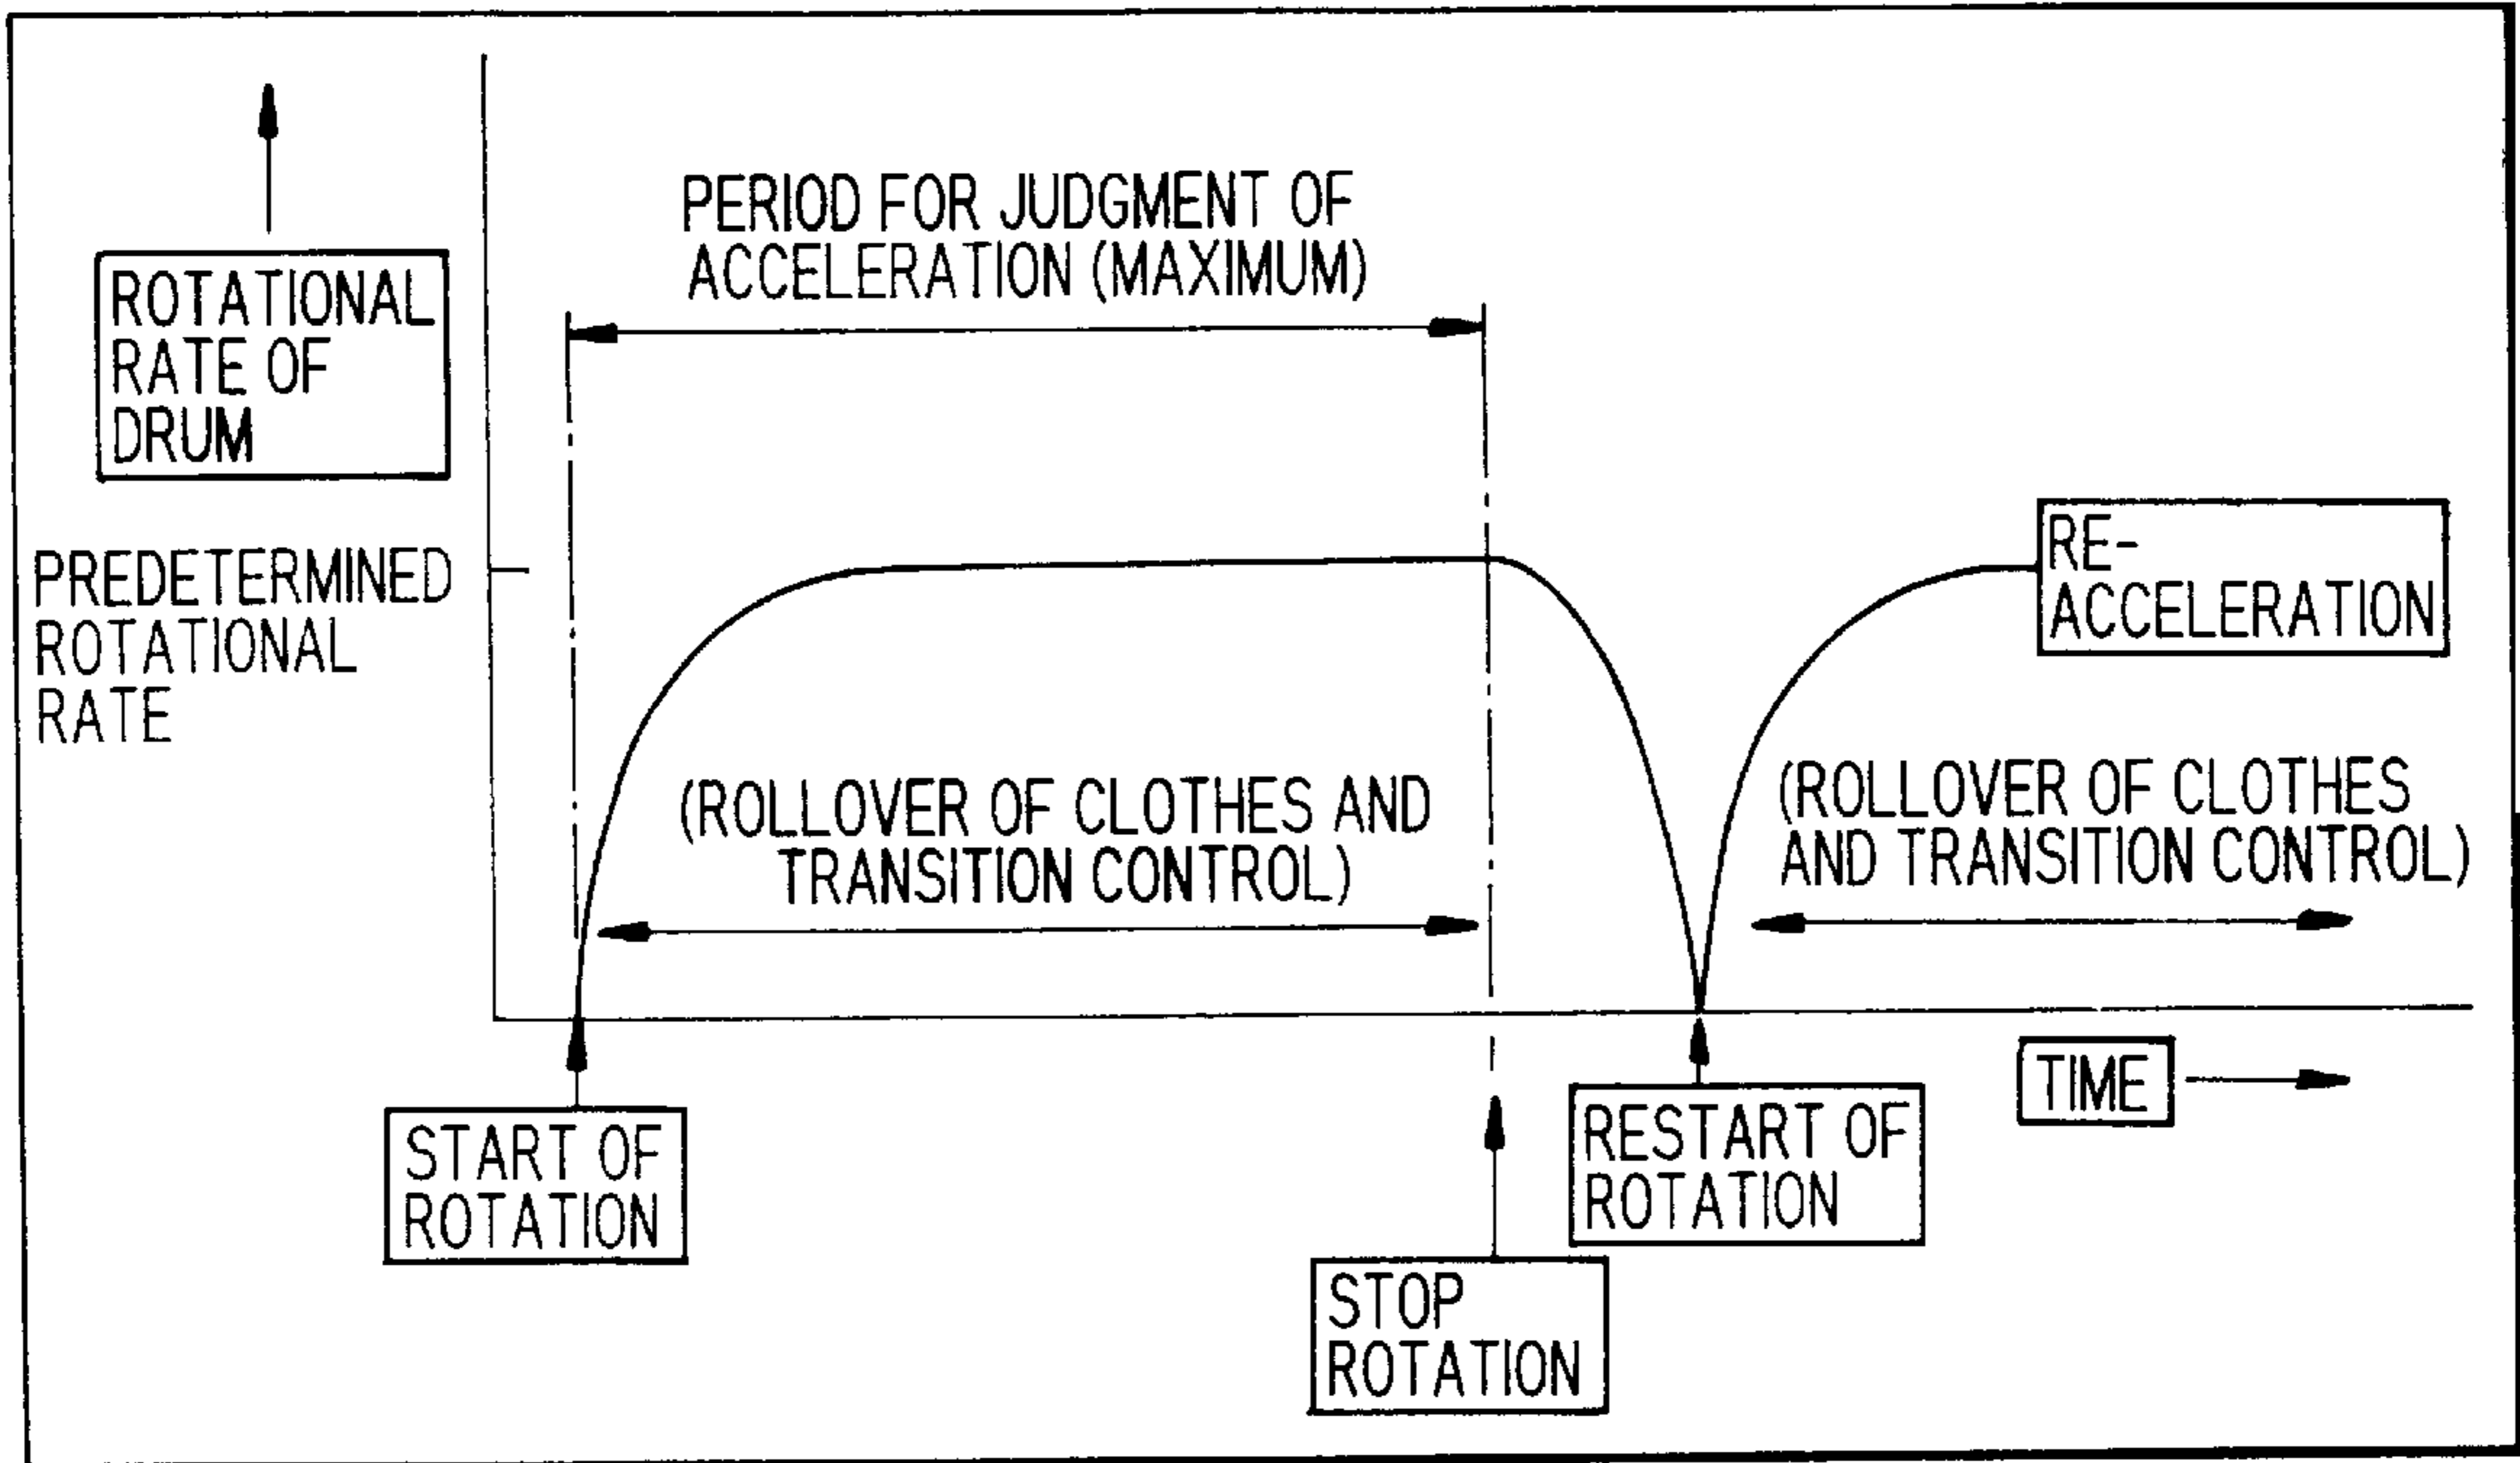 PERIOD FOR JUDGMENT OF
ACCELERATION (MAXIMUM)
ROTATIONAL
RATE OF
DRUM
PREDETERMINED
ROTATIONAL
RATE
RE-
ACCELERATION
(ROLLOVER OF CLOTHES AND
TRANSITION CONTROL)
(ROLLOVER OF CLOTHES
AND TRANSITION CONTROL)
TIME
START OF
ROTATION
RESTART OF
ROTATION
STOP
ROTATION